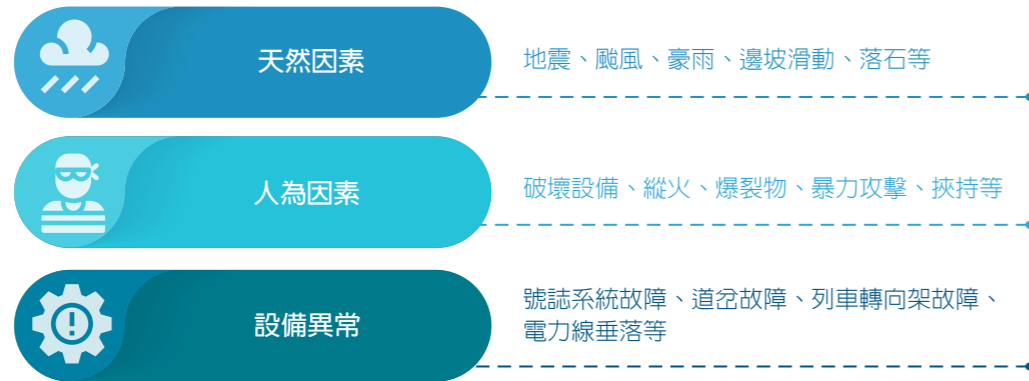 天然因素
地震、颱風、豪雨、邊坡滑動、落石等
人為因素
破壞設備、縱火、爆裂物、暴力攻擊、挾持等
設備異常
號誌系統故障、道岔故障、列車轉向架故障、
電力線垂落等